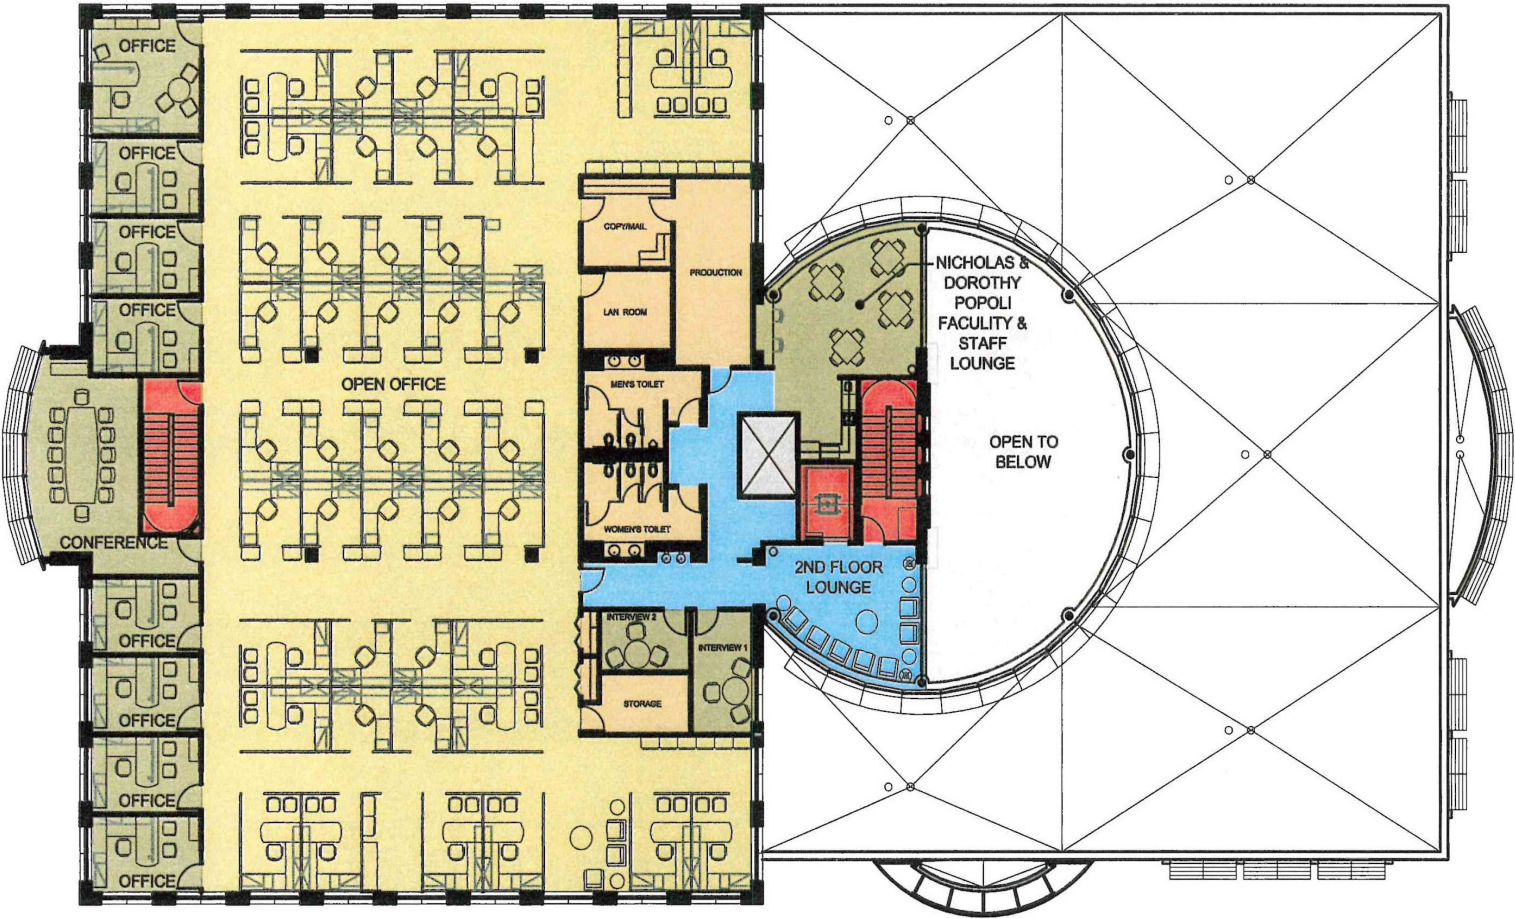 OFFICE
OFFICE
OFFICE
OFFICE
COPY/MAIL
PRODUCTION
LAN ROOM
NICHOLAS &
DOROTHY
POPOLI
FACULITY &
STAFF
LOUNGE
OPEN OFFICE
MEN'S TOILET
OPEN TO
BELOW
WOMEN'S TOILET
CONFERENCE
2ND FLOOR
LOUNGE
INTERVIEW 2
INTERVIEW 1
OFFICE
STORAGE
OFFICE
OFFICE
OFFICE